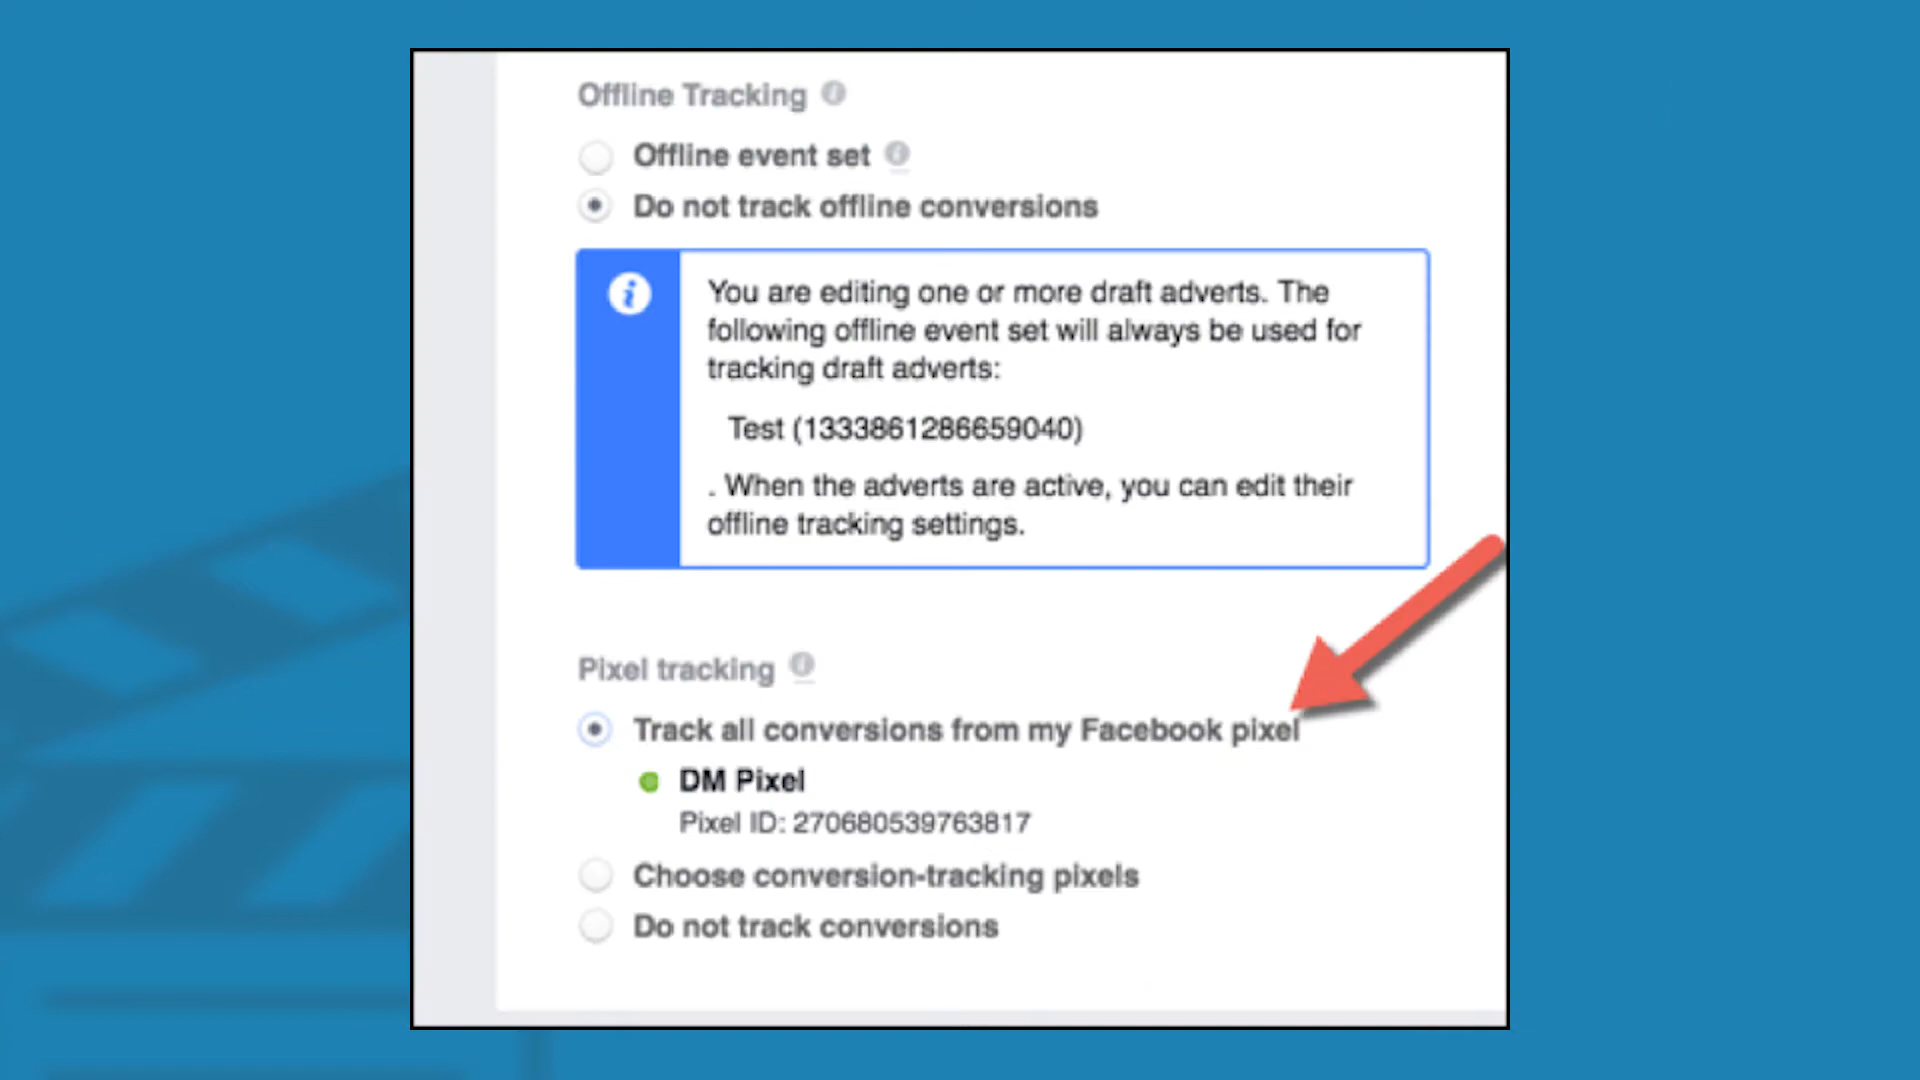 Offline Tracking
Offline event set
Do not track offline conversions
You are editing one or more draft adverts. The
following offline event set will always be used for
tracking draft adverts:
Test (1333861286659040)
. When the adverts are active, you can edit their
offline tracking settings.
Pixel tracking
Track all conversions from my Facebook pixel
DM Pixel
Pixel ID: 270680539763817
Choose conversion-tracking pixels
Do not track conversions